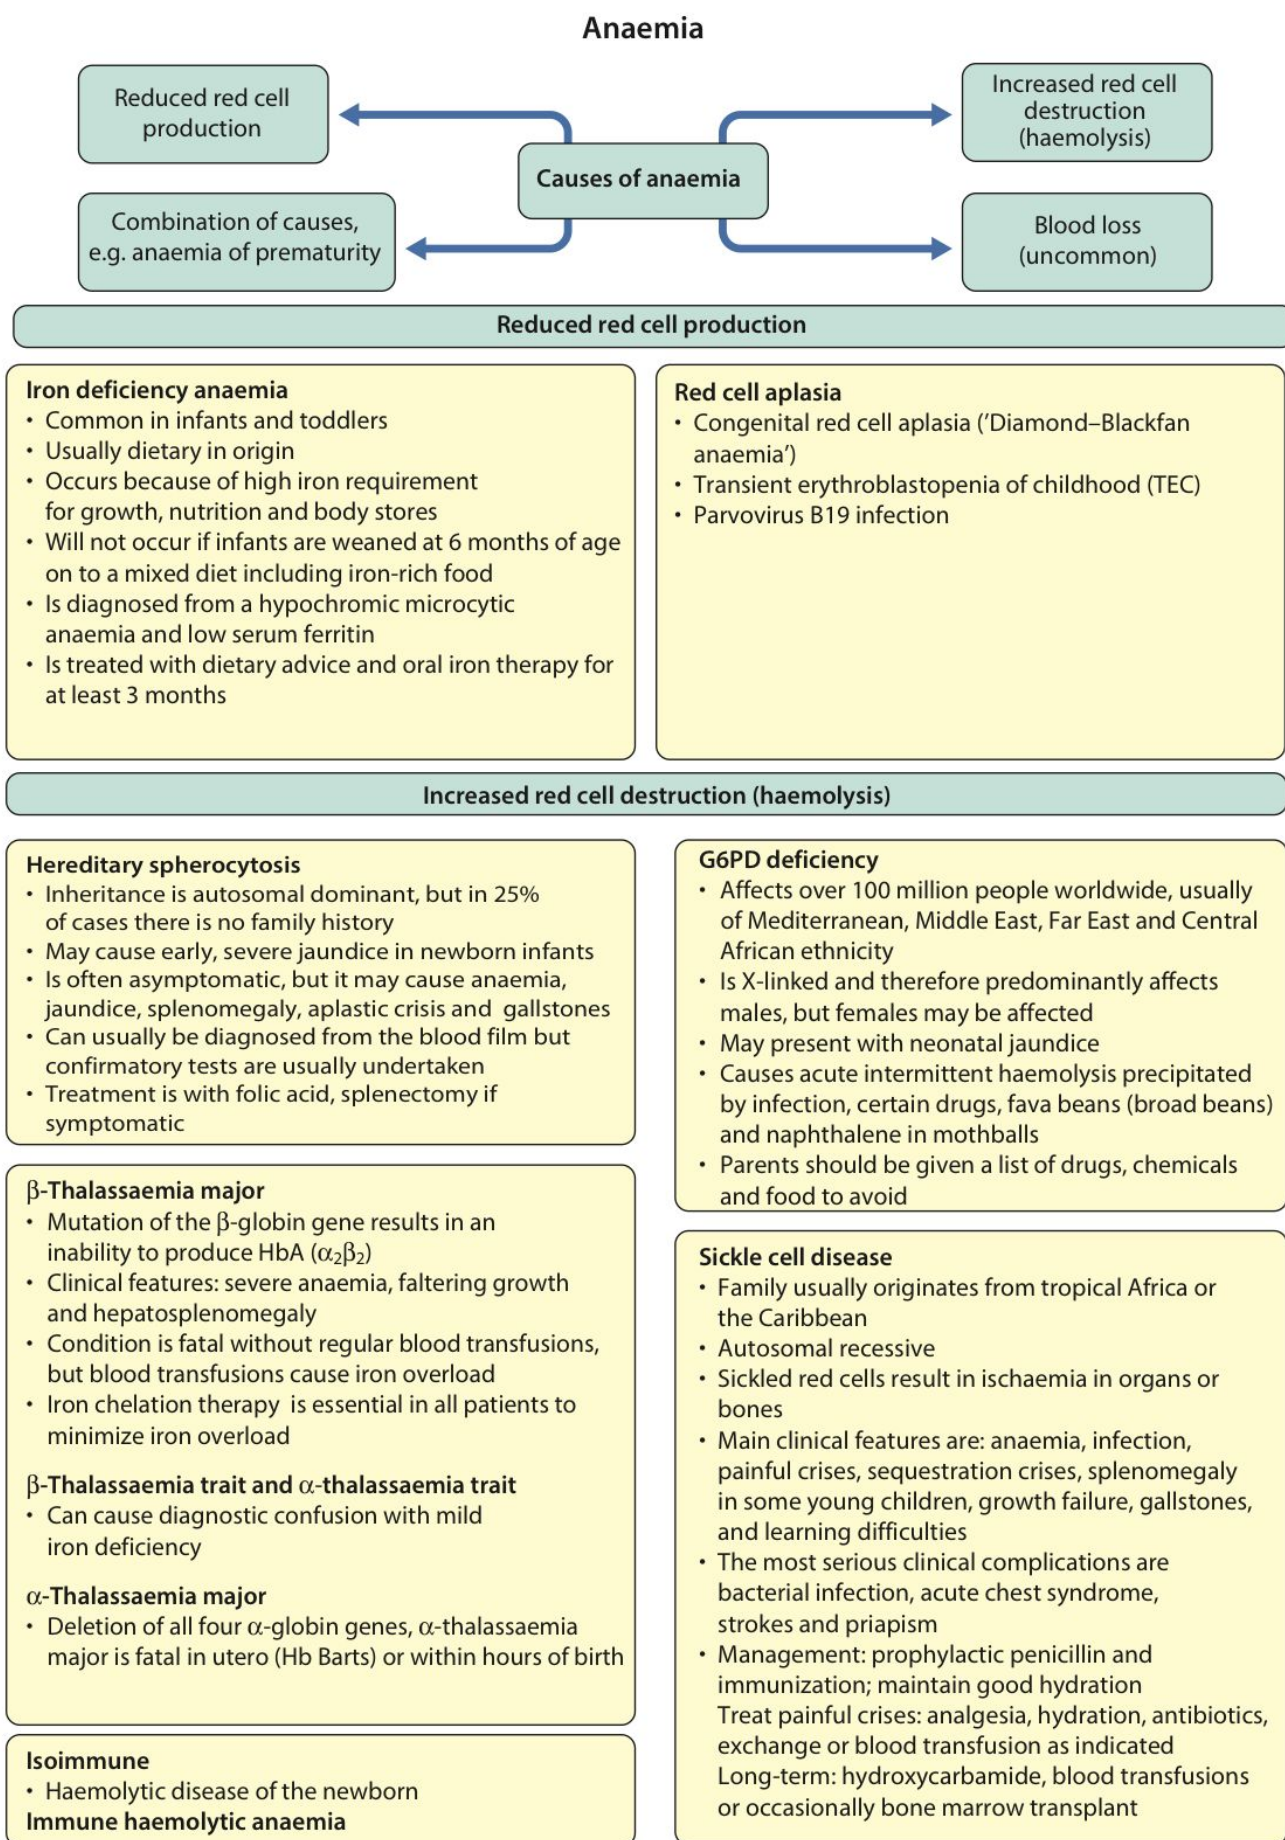 Anaemia
Reduced red cell
production
Increased red cell
destruction
(haemolysis)
Causes of anaemia
Combination of causes,
e.g. anaemia of prematurity
Blood loss
(uncommon)
Reduced red cell production
Iron deficiency anaemia
• Common in infants and toddlers
• Usually dietary in origin
• Occurs because of high iron requirement
for growth, nutrition and body stores
• Will not occur if infants are weaned at 6 months of age
on to a mixed diet including iron-rich food
• Is diagnosed from a hypochromic microcytic
anaemia and low serum ferritin
• Is treated with dietary advice and oral iron therapy for
at least 3 months
Red cell aplasia
• Congenital red cell aplasia (’Diamond–Blackfan
anaemia’)
• Transient erythroblastopenia of childhood (TEC)
• Parvovirus B19 infection
Increased red cell destruction (haemolysis)
Hereditary spherocytosis
• Inheritance is autosomal dominant, but in 25%
of cases there is no family history
• May cause early, severe jaundice in newborn infants
• Is often asymptomatic, but it may cause anaemia,
jaundice, splenomegaly, aplastic crisis and gallstones
• Can usually be diagnosed from the blood film but
confirmatory tests are usually undertaken
• Treatment is with folic acid, splenectomy if
symptomatic
β-Thalassaemia major
• Mutation of the β-globin gene results in an
inability to produce HbA (α₂β₂)
• Clinical features: severe anaemia, faltering growth
and hepatosplenomegaly
• Condition is fatal without regular blood transfusions,
but blood transfusions cause iron overload
• Iron chelation therapy is essential in all patients to
minimize iron overload
β-Thalassaemia trait and α-thalassaemia trait
• Can cause diagnostic confusion with mild
iron deficiency
α-Thalassaemia major
• Deletion of all four α-globin genes, α-thalassaemia
major is fatal in utero (Hb Barts) or within hours of birth
Isoimmune
• Haemolytic disease of the newborn
Immune haemolytic anaemia
G6PD deficiency
• Affects over 100 million people worldwide, usually
of Mediterranean, Middle East, Far East and Central
African ethnicity
• Is X-linked and therefore predominantly affects
males, but females may be affected
• May present with neonatal jaundice
• Causes acute intermittent haemolysis precipitated
by infection, certain drugs, fava beans (broad beans)
and naphthalene in mothballs
• Parents should be given a list of drugs, chemicals
and food to avoid
Sickle cell disease
• Family usually originates from tropical Africa or
the Caribbean
• Autosomal recessive
• Sickled red cells result in ischaemia in organs or
bones
• Main clinical features are: anaemia, infection,
painful crises, sequestration crises, splenomegaly
in some young children, growth failure, gallstones,
and learning difficulties
• The most serious clinical complications are
bacterial infection, acute chest syndrome,
strokes and priapism
• Management: prophylactic penicillin and
immunization; maintain good hydration
Treat painful crises: analgesia, hydration, antibiotics,
exchange or blood transfusion as indicated
Long-term: hydroxycarbamide, blood transfusions
or occasionally bone marrow transplant